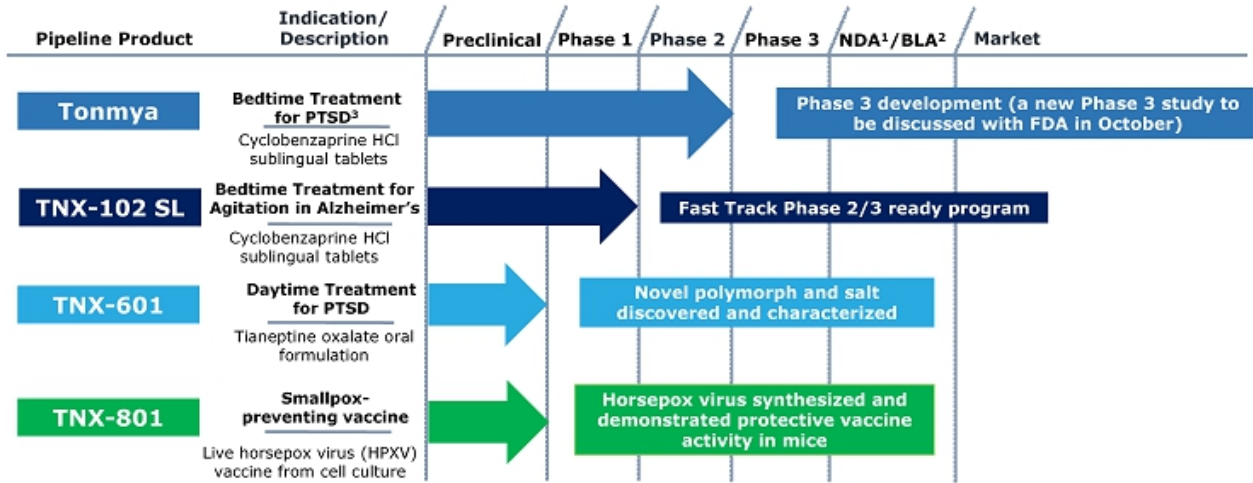 Pipeline Product
Indication/
Description
Preclinical
Phase 1
Phase 2
Phase 3
NDA¹/BLA²
Market
Tonmya
Bedtime Treatment
for PTSD³
Cyclobenzaprine HCl
sublingual tablets
Phase 3 development (a new Phase 3 study to
be discussed with FDA in October)
TNX-102 SL
Bedtime Treatment for
Agitation in Alzheimer's
Cyclobenzaprine HCl
sublingual tablets
Fast Track Phase 2/3 ready program
TNX-601
Daytime Treatment
for PTSD
Tianeptine oxalate oral
formulation
Novel polymorph and salt
discovered and characterized
TNX-801
Smallpox-
preventing vaccine
Live horsepox virus (HPXV)
vaccine from cell culture
Horsepox virus synthesized and
demonstrated protective vaccine
activity in mice